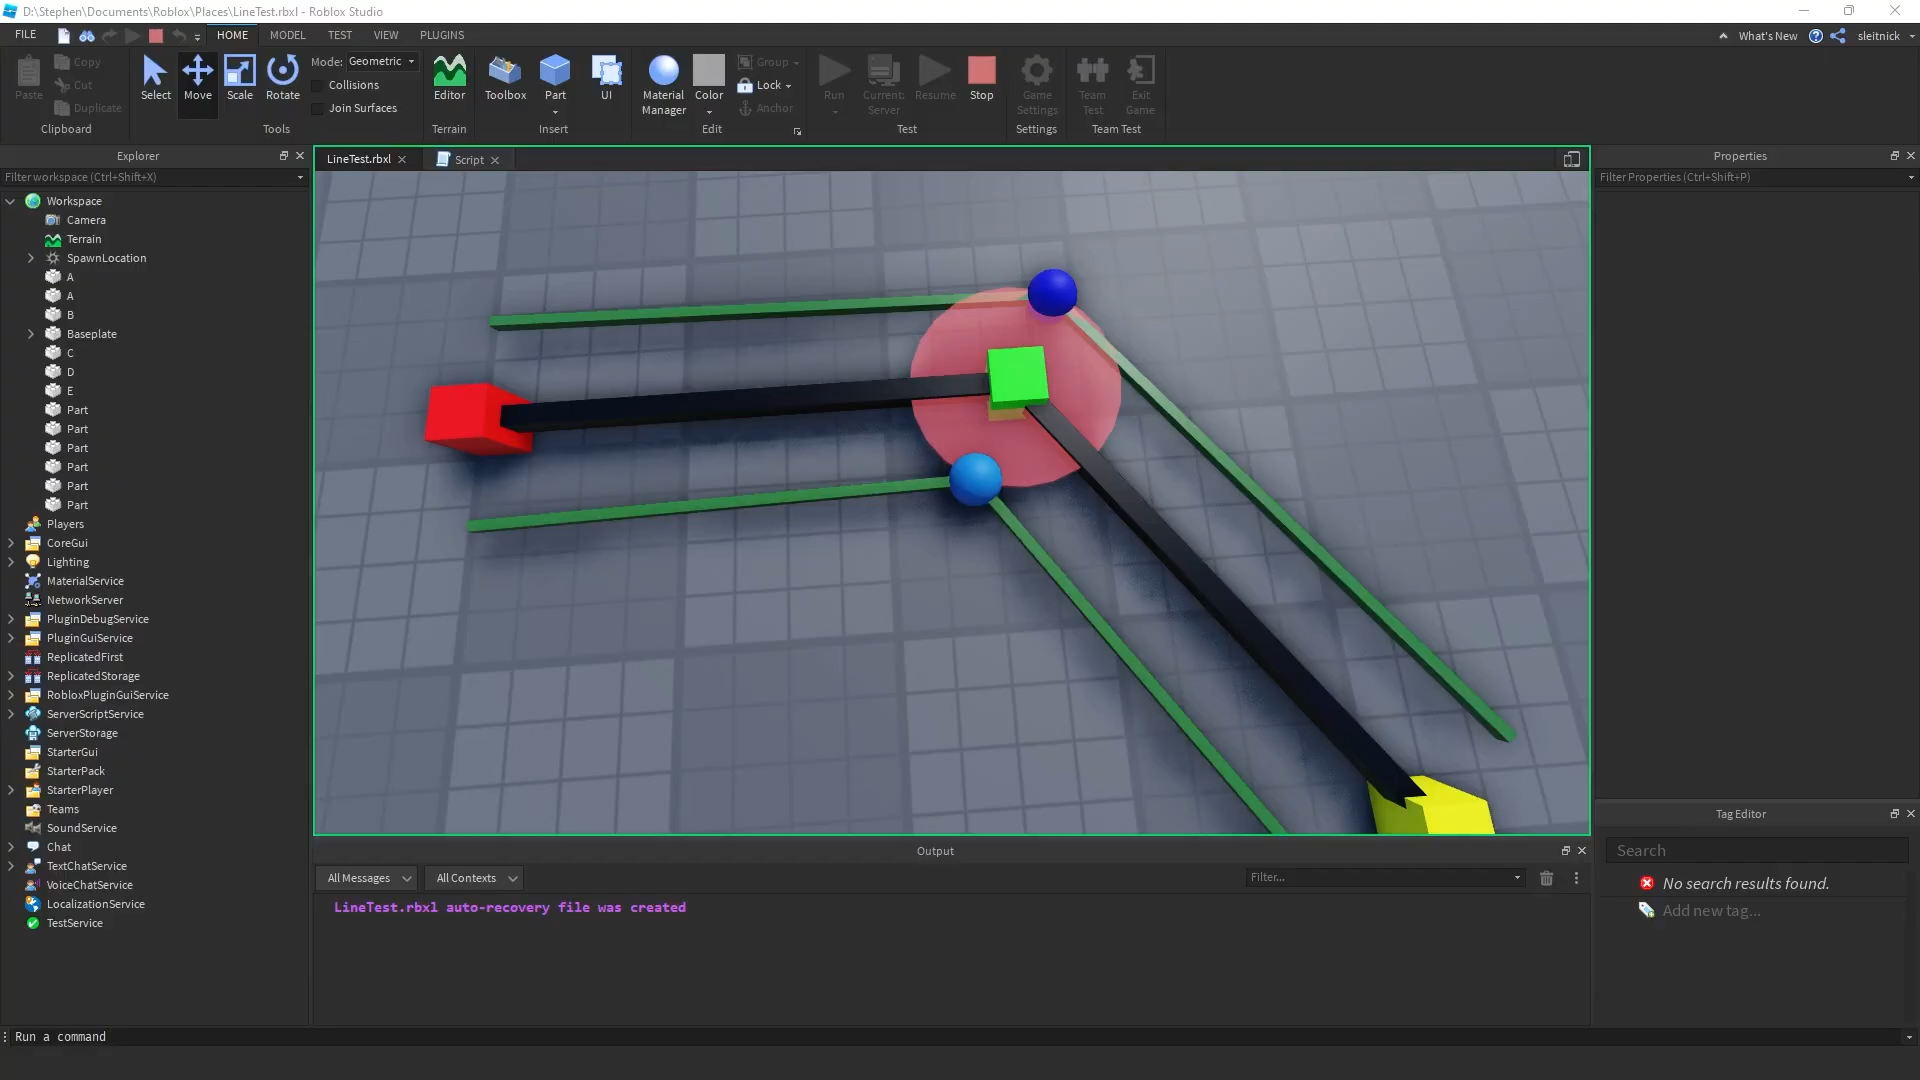 D:\Stephen\Documents\Roblox\Places\LineTest.rbxl - Roblox Studio
FILE HOME MODEL TEST VIEW PLUGINS What's New sleitnick
Paste
Copy
Cut
Duplicate
Clipboard
Select Move Scale Rotate
Mode: Geometric
Collisions
Join Surfaces
Tools
Editor
Terrain
Toolbox Part UI
Insert
Material Manager
Color
Group
Lock
Anchor
Edit
Run
Current: Server
Resume Stop
Test
Game Settings
Settings
Team Test
Exit Game
Team Test
Explorer
Filter workspace (Ctrl+Shift+X)
Workspace
Camera
Terrain
SpawnLocation
A
A
B
Baseplate
C
D
E
Part
Part
Part
Part
Part
Part
Players
CoreGui
Lighting
MaterialService
NetworkServer
PluginDebugService
PluginGuiService
ReplicatedFirst
ReplicatedStorage
RobloxPluginGuiService
ServerScriptService
ServerStorage
StarterGui
StarterPack
StarterPlayer
Teams
SoundService
Chat
TextChatService
VoiceChatService
LocalizationService
TestService
LineTest.rbxl Script
Output
All Messages All Contexts Filter...
LineTest.rbxl auto-recovery file was created
Properties
Filter Properties (Ctrl+Shift+P)
Tag Editor
Search
No search results found.
Add new tag...
Run a command